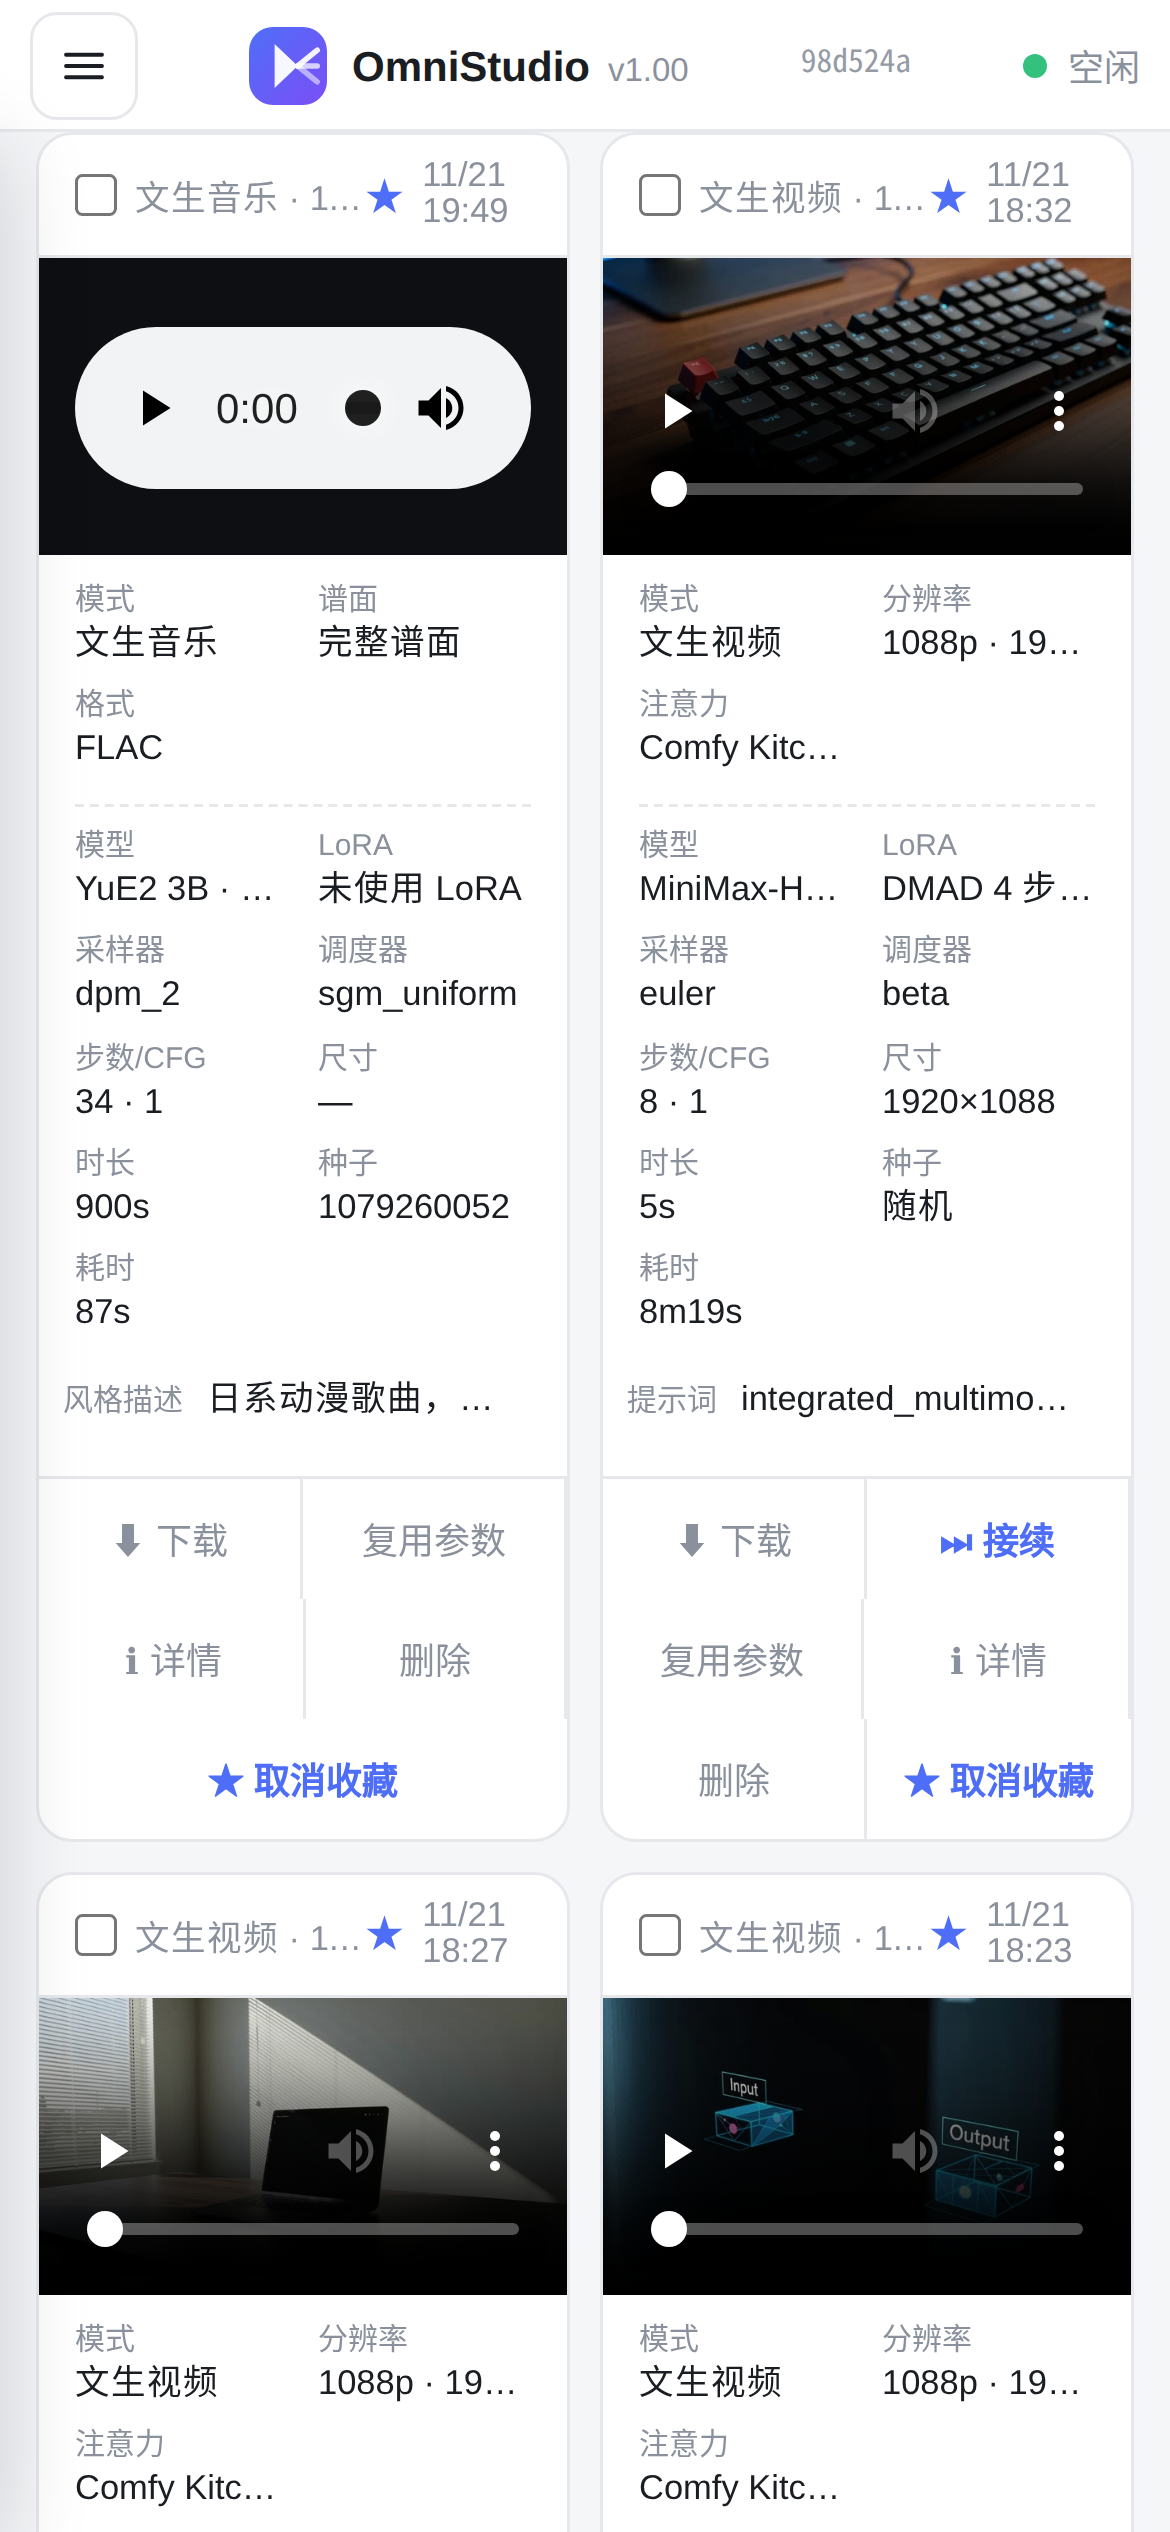 OmniStudio v1.00 98d524a 空闲
文生音乐 · 1... ★ 11/21 19:49
0:00
模式 谱面
文生音乐 完整谱面
格式
FLAC
模型 LoRA
YuE2 3B · ... 未使用 LoRA
采样器 调度器
dpm_2 sgm_uniform
步数/CFG 尺寸
34 · 1 —
时长 种子
900s 1079260052
耗时
87s
风格描述 日系动漫歌曲，...
⬇ 下载 复用参数
ℹ 详情 删除
★ 取消收藏
文生视频 · 1... ★ 11/21 18:32
模式 分辨率
文生视频 1088p · 19...
注意力
Comfy Kitc...
模型 LoRA
MiniMax-H... DMAD 4 步...
采样器 调度器
euler beta
步数/CFG 尺寸
8 · 1 1920×1088
时长 种子
5s 随机
耗时
8m19s
提示词 integrated_multimo...
⬇ 下载 ⏭ 接续
复用参数 ℹ 详情
删除 ★ 取消收藏
文生视频 · 1... ★ 11/21 18:27
模式 分辨率
文生视频 1088p · 19...
注意力
Comfy Kitc...
文生视频 · 1... ★ 11/21 18:23
Input
Output
模式 分辨率
文生视频 1088p · 19...
注意力
Comfy Kitc...